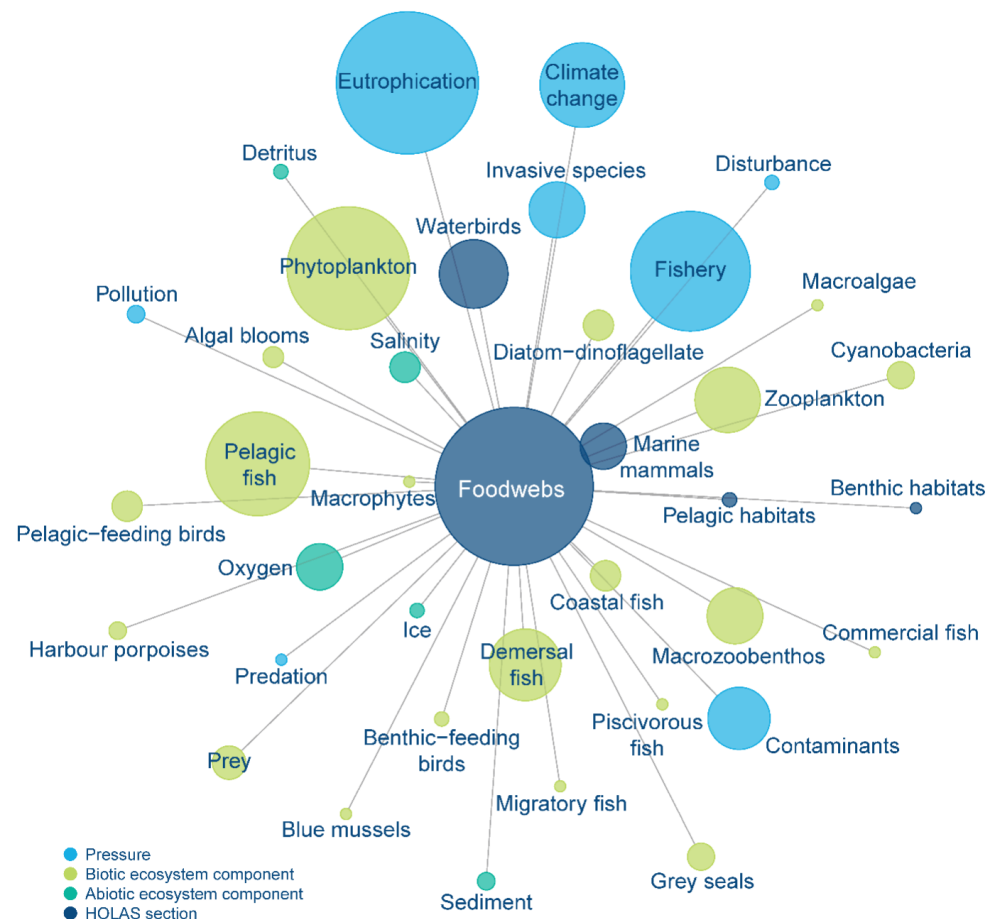 Eutrophication
Climate
change
Detritus
Invasive species
Disturbance
Waterbirds
Phytoplankton
Fishery
Pollution
Macroalgae
Algal blooms
Salinity
Diatom−dinoflagellate
Cyanobacteria
Zooplankton
Pelagic
fish
Marine
mammals
Macrophytes
Foodwebs
Benthic habitats
Pelagic habitats
Pelagic−feeding birds
Oxygen
Coastal fish
Ice
Harbour porpoises
Commercial fish
Demersal
fish
Macrozoobenthos
Predation
Piscivorous
fish
Benthic−feeding
birds
Contaminants
Prey
Migratory fish
Blue mussels
Grey seals
Sediment
Pressure
Biotic ecosystem component
Abiotic ecosystem component
HOLAS section